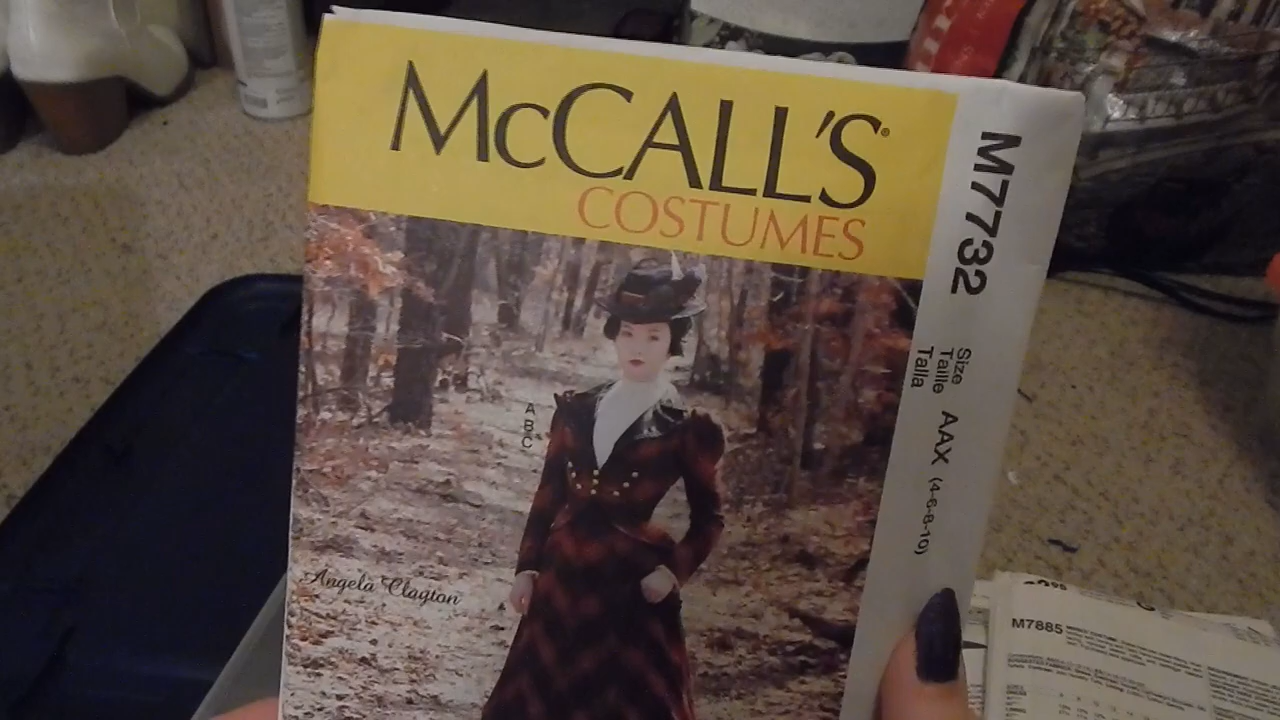 McCALL'S®
COSTUMES
M7732
Size
Taille
Talla
AAX (4-6-8-10)
A
B
C
Angela Clayton
M7885